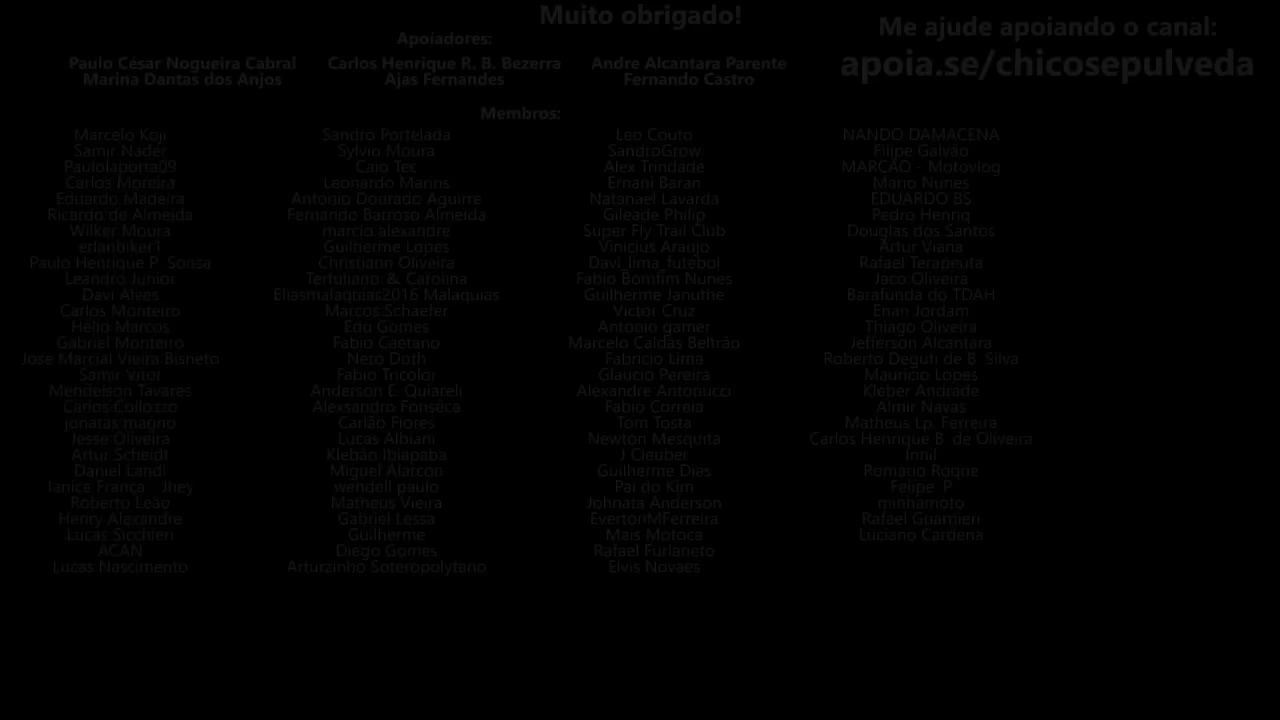 Muito obrigado!
Me ajude apoiando o canal:
apoia.se/chicosepulveda
Apoiadores:
Paulo César Nogueira Cabral
Marina Dantas dos Anjos
Carlos Henrique R. B. Bezerra
Ajas Fernandes
Andre Alcantara Parente
Fernando Castro
Membros:
Marcelo Koji
Samir Nader
Paulolaporta09
Carlos Moreira
Eduardo Madeira
Ricardo de Almeida
Wilker Moura
erlanbiker1
Paulo Henrique P. Sousa
Leandro Junior
Davi Alves
Carlos Monteiro
Hélio Marcos
Gabriel Monteiro
Jose Marcial Vieira Bisneto
Samir Vitor
Mendelson Tavares
Carlos Collozzo
jonatas magno
Jesse Oliveira
Artur Scheidt
Daniel Landi
Janice França - Jhey
Roberto Leão
Henry Alexandre
Lucas Sicchieri
ACAN
Lucas Nascimento
Sandro Portelada
Sylvio Moura
Caio Tec
Leonardo Marins
Antonio Dourado Aguirre
Fernando Barroso Almeida
marcio alexandre
Guilherme Lopes
Christiann Oliveira
Tertuliano & Carolina
Eliasmalaquias2016 Malaquias
Marcos Schaefer
Edu Gomes
Fabio Caetano
Neto Doth
Fabio Tricolor
Anderson E. Quiareli
Alexsandro Fonsêca
Carlão Fiores
Lucas Albiani
Klebão Ibiapaba
Miguel Alarcon
wendell paulo
Matheus Vieira
Gabriel Lessa
Guilherme
Diego Gomes
Arturzinho Soteropolytano
Leo Couto
SandroGrow
Alex Trindade
Ernani Baran
Natanael Lavarda
Gileade Philip
Super Fly Trail Club
Vinicius Araujo
Davi_lima_futebol
Fabio Bomfim Nunes
Guilherme Januthe
Victor Cruz
Antonio gamer
Marcelo Caldas Beltrão
Fabricio Lima
Glaucio Pereira
Alexandre Antonucci
Fabio Correia
Tom Tosta
Newton Mesquita
J Cleuber
Guilherme Dias
Pai do Kim
Johnata Anderson
EvertonMFerreira
Mais Motoca
Rafael Furlaneto
Elvis Novaes
NANDO DAMACENA
Filipe Galvão
MARCÃO - Motovlog
Mario Nunes
EDUARDO BS
Pedro Henriq
Douglas dos Santos
Artur Viana
Rafael Terapeuta
Jaco Oliveira
Barafunda do TDAH
Enan Jordam
Thiago Oliveira
Jefferson Alcantara
Roberto Deguti de B. Silva
Mauricio Lopes
Kleber Andrade
Almir Navas
Matheus Lp. Ferreira
Carlos Henrique B. de Oliveira
Innil
Romario Roque
Felipe. P.
minhamoto
Rafael Guarnieri
Luciano Cardena